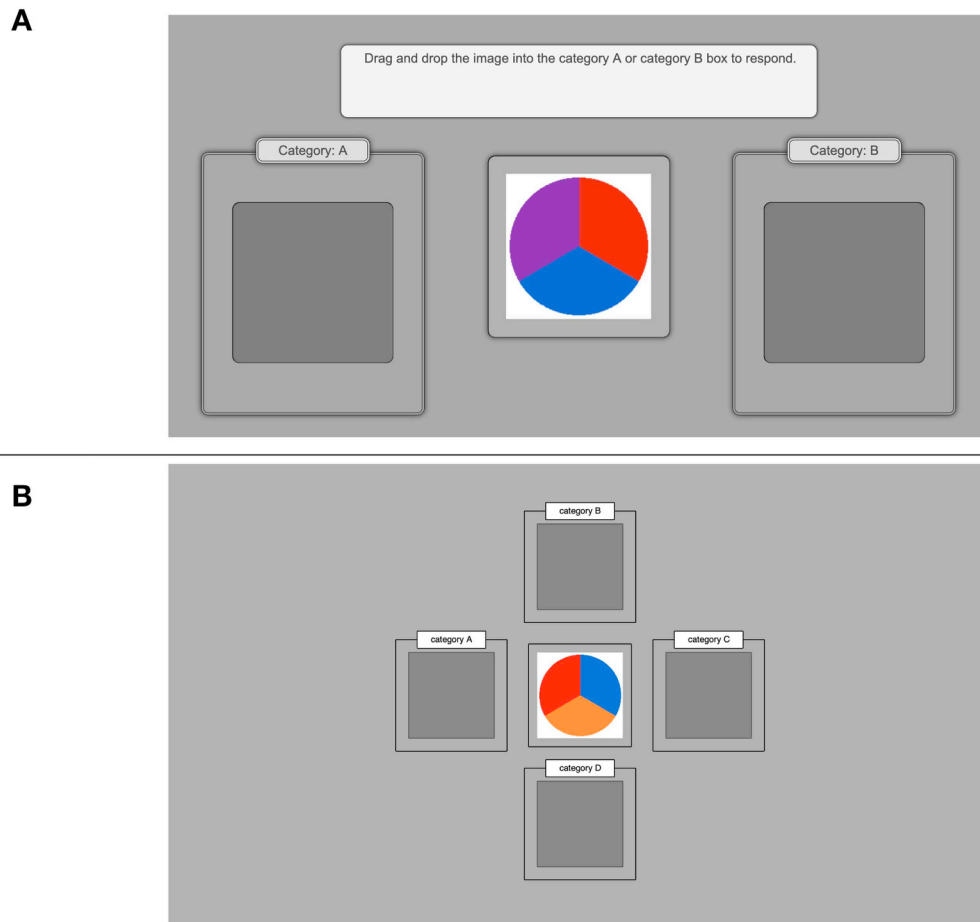 A
Drag and drop the image into the category A or category B box to respond.
Category: A
Category: B
B
category B
category A
category C
category D